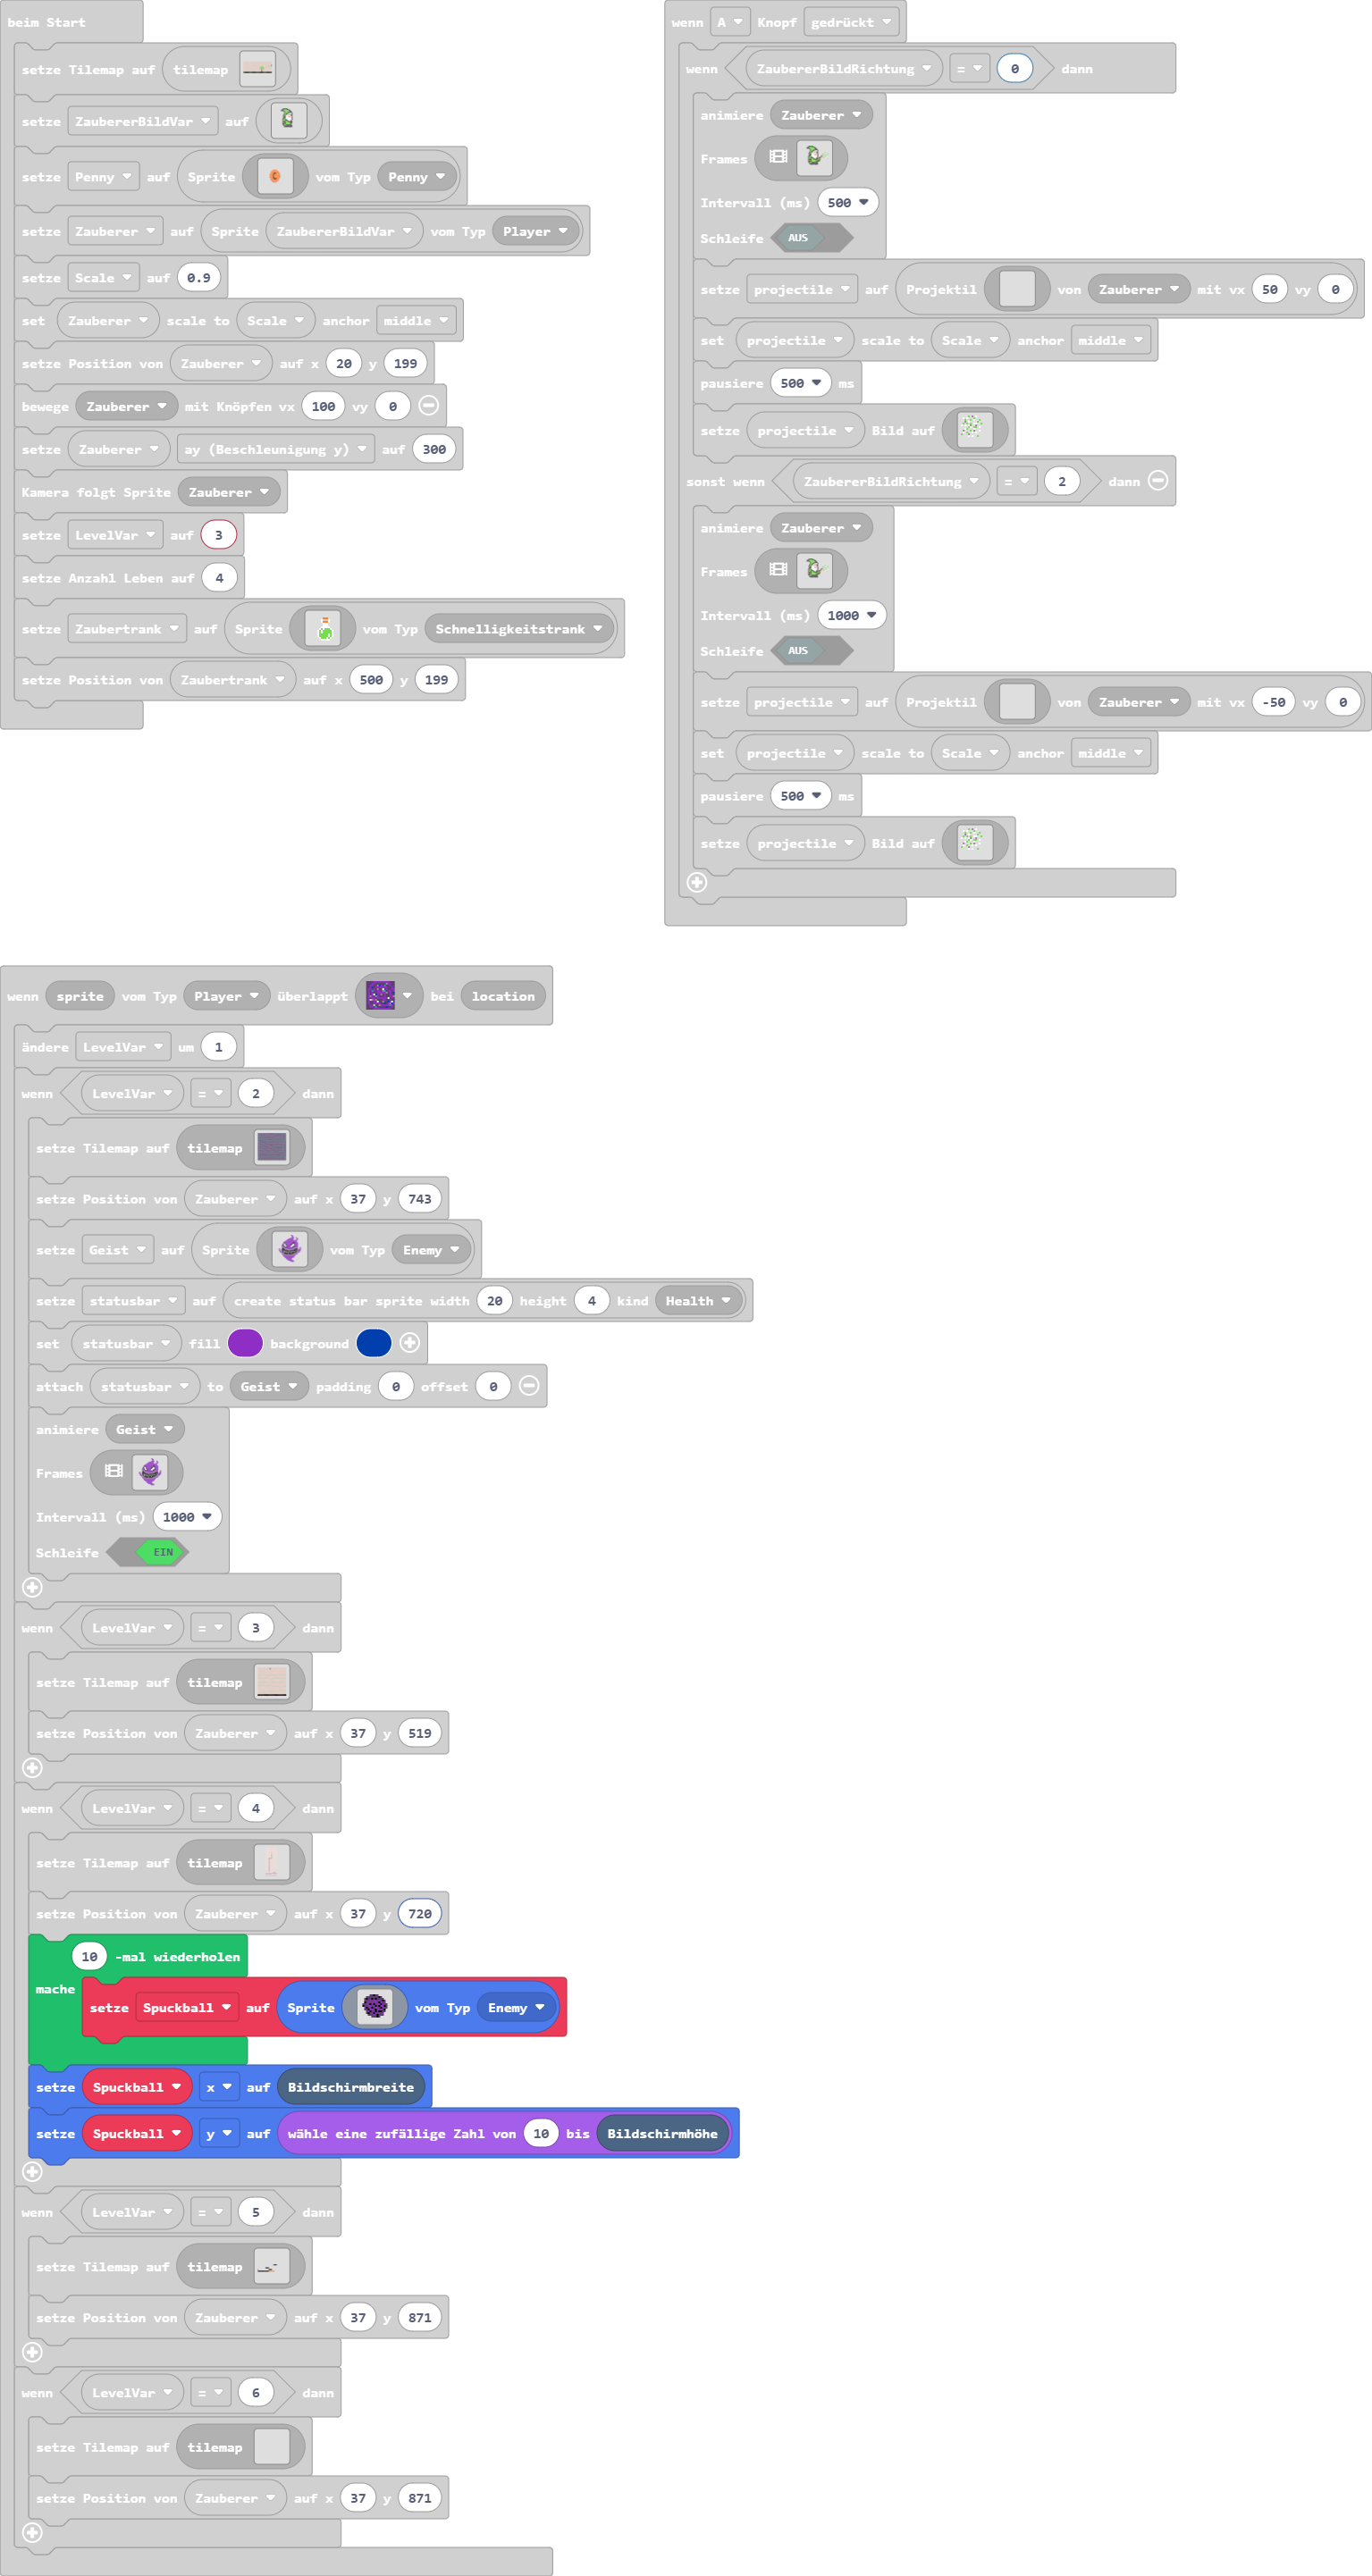 beim Start
setze Tilemap auf tilemap
setze ZaubererBildVar auf
setze Penny auf Sprite vom Typ Penny
setze Zauberer auf Sprite ZaubererBildVar vom Typ Player
setze Scale auf 0.9
set Zauberer scale to Scale anchor middle
setze Position von Zauberer auf x 20 y 199
bewege Zauberer mit Knöpfen vx 100 vy 0
setze Zauberer ay (Beschleunigung y) auf 300
Kamera folgt Sprite Zauberer
setze LevelVar auf 3
setze Anzahl Leben auf 4
setze Zaubertrank auf Sprite vom Typ Schnelligkeitstrank
setze Position von Zaubertrank auf x 500 y 199
wenn A Knopf gedrückt
wenn ZaubererBildRichtung = 0 dann
animiere Zauberer
Frames
Intervall (ms) 500
Schleife AUS
setze projectile auf Projektil von Zauberer mit vx 50 vy 0
set projectile scale to Scale anchor middle
pausiere 500 ms
setze projectile Bild auf
sonst wenn ZaubererBildRichtung = 2 dann
animiere Zauberer
Frames
Intervall (ms) 1000
Schleife AUS
setze projectile auf Projektil von Zauberer mit vx -50 vy 0
set projectile scale to Scale anchor middle
pausiere 500 ms
setze projectile Bild auf
wenn sprite vom Typ Player überlappt bei location
ändere LevelVar um 1
wenn LevelVar = 2 dann
setze Tilemap auf tilemap
setze Position von Zauberer auf x 37 y 743
setze Geist auf Sprite vom Typ Enemy
setze statusbar auf create status bar sprite width 20 height 4 kind Health
set statusbar fill background
attach statusbar to Geist padding 0 offset 0
animiere Geist
Frames
Intervall (ms) 1000
Schleife EIN
wenn LevelVar = 3 dann
setze Tilemap auf tilemap
setze Position von Zauberer auf x 37 y 519
wenn LevelVar = 4 dann
setze Tilemap auf tilemap
setze Position von Zauberer auf x 37 y 720
10 -mal wiederholen
mache
setze Spuckball auf Sprite vom Typ Enemy
setze Spuckball x auf Bildschirmbreite
setze Spuckball y auf wähle eine zufällige Zahl von 10 bis Bildschirmhöhe
wenn LevelVar = 5 dann
setze Tilemap auf tilemap
setze Position von Zauberer auf x 37 y 871
wenn LevelVar = 6 dann
setze Tilemap auf tilemap
setze Position von Zauberer auf x 37 y 871